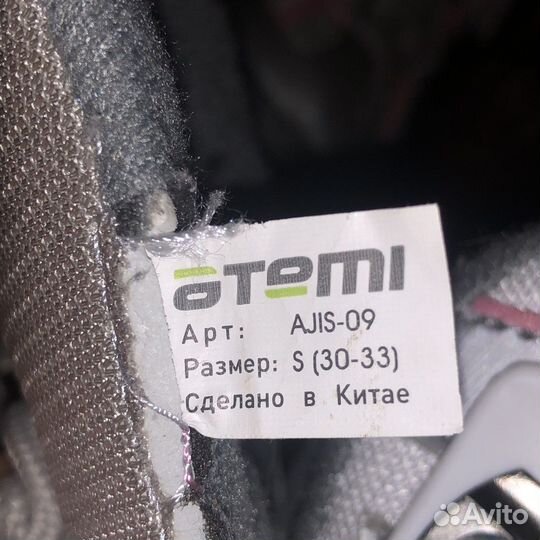 atemi
Арт: AJIS-09
Размер: S (30-33)
Сделано в Китае
Avito